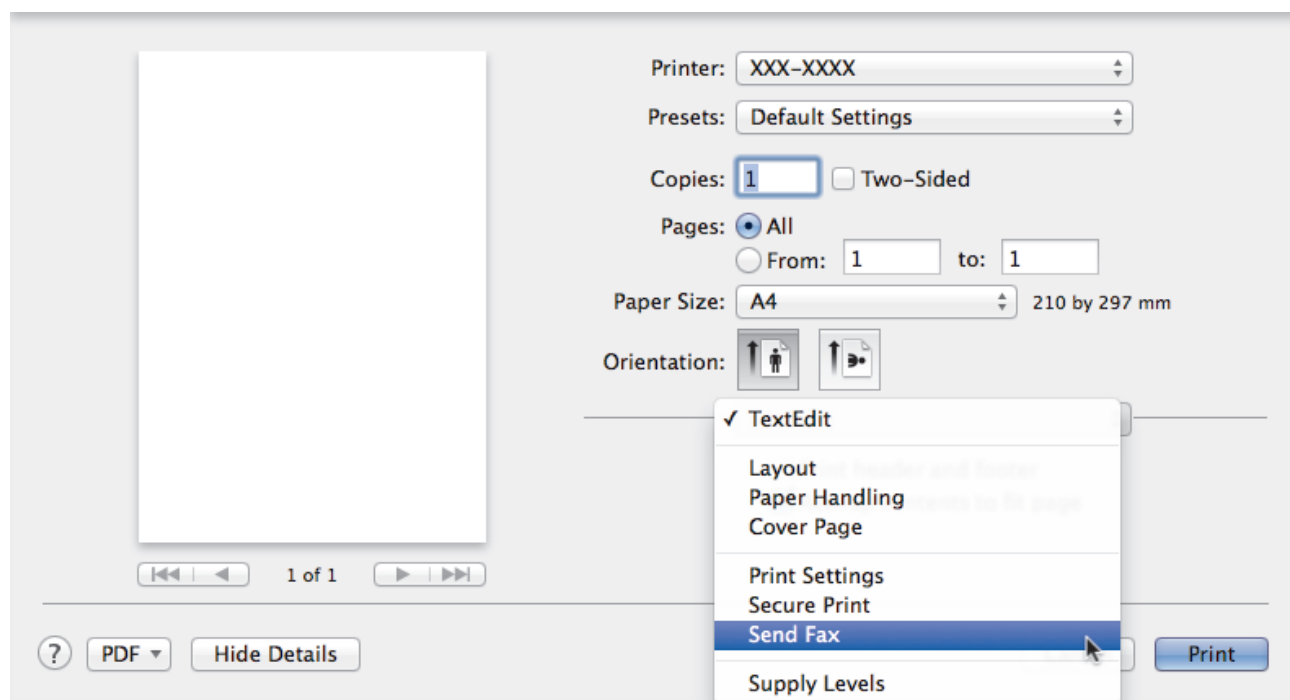 Printer: XXX-XXXX
Presets: Default Settings
Copies: 1 Two-Sided
Pages: All
From: 1 to: 1
Paper Size: A4 210 by 297 mm
Orientation:
✓ TextEdit
Layout
Paper Handling
Cover Page
Print Settings
Secure Print
Send Fax
Supply Levels
1 of 1
? PDF Hide Details
Print